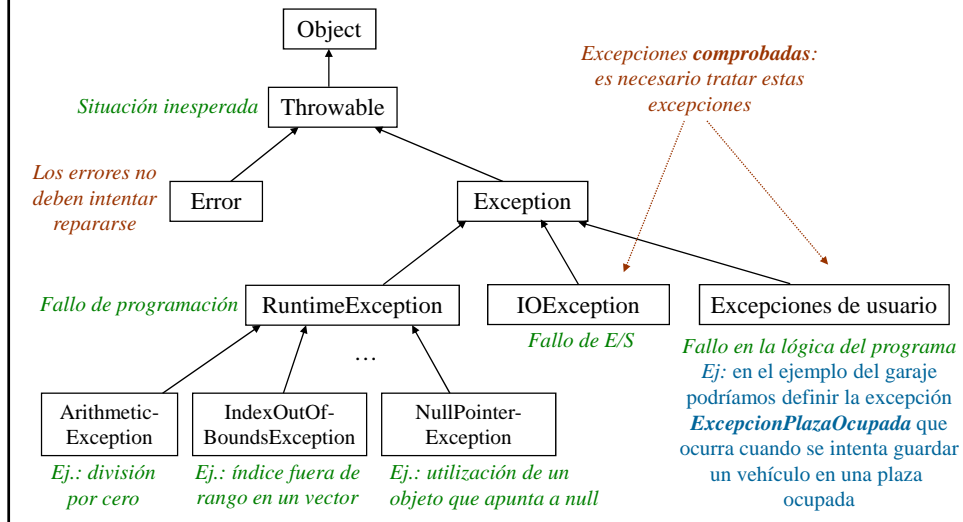 Object
Excepciones comprobadas:
es necesario tratar estas
excepciones
Situación inesperada
Throwable
Los errores no
deben intentar
repararse
Error
Exception
Fallo de programación
RuntimeException
IOException
Excepciones de usuario
Fallo de E/S
Fallo en la lógica del programa
Ej: en el ejemplo del garaje
podríamos definir la excepción
ExcepcionPlazaOcupada que
ocurra cuando se intenta guardar
un vehículo en una plaza
ocupada
…
Arithmetic-
Exception
IndexOutOf-
BoundsException
NullPointer-
Exception
Ej.: división
por cero
Ej.: índice fuera de
rango en un vector
Ej.: utilización de un
objeto que apunta a null